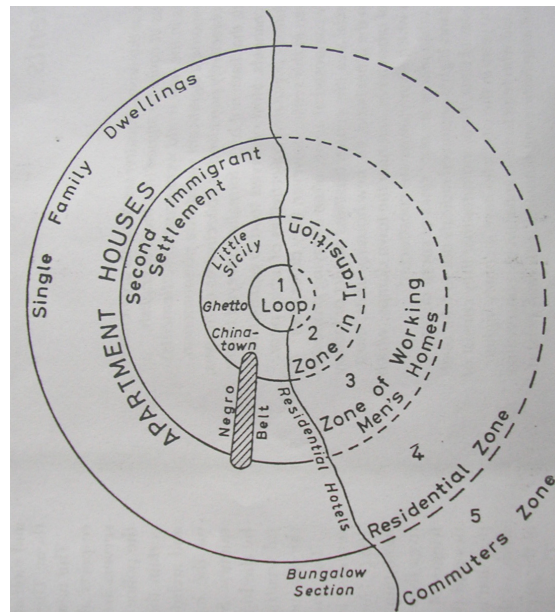 Single Family Dwellings
APARTMENT HOUSES
Second Immigrant
Settlement
Little
Sicily
Ghetto
China-
town
1
Loop
2
Zone in Transition
3
Zone of Working
Men's Homes
4
Residential Zone
5
Commuters Zone
Negro
Belt
Residential Hotels
Bungalow
Section